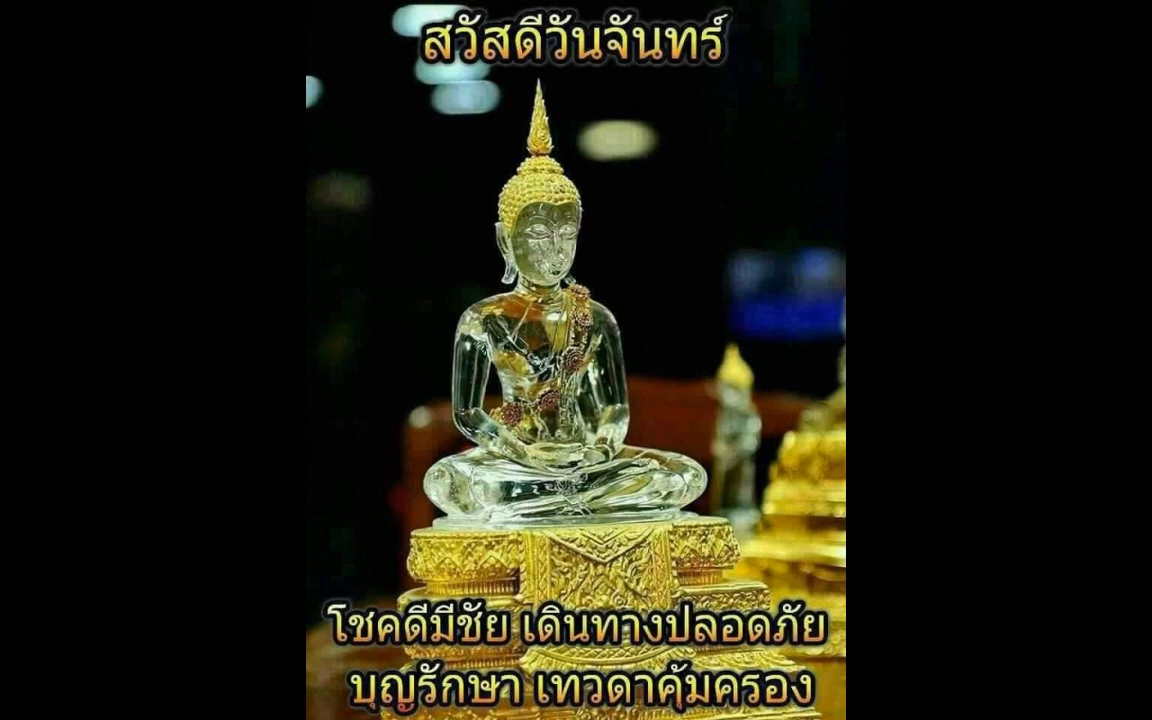 สวัสดีวันจันทร์
โชคดีมีชัย เดินทางปลอดภัย
บุญรักษา เทวดาคุ้มครอง